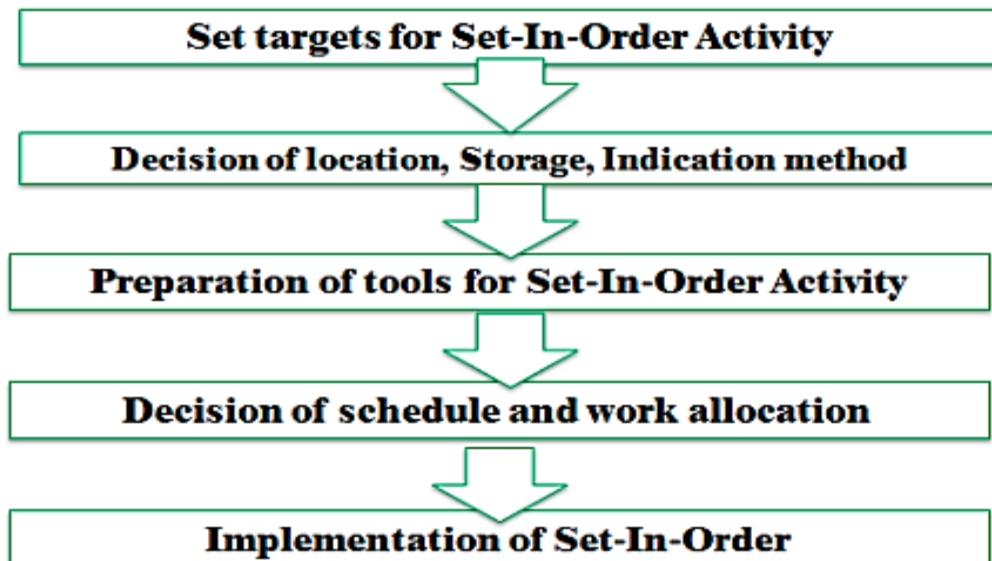 Set targets for Set-In-Order Activity
Decision of location, Storage, Indication method
Preparation of tools for Set-In-Order Activity
Decision of schedule and work allocation
Implementation of Set-In-Order